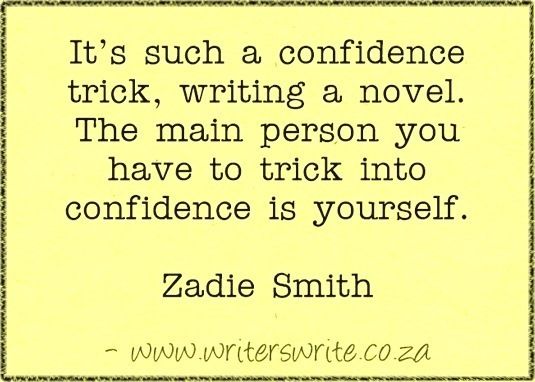 It's such a confidence
trick, writing a novel.
The main person you
have to trick into
confidence is yourself.
Zadie Smith
- www.writerswrite.co.za